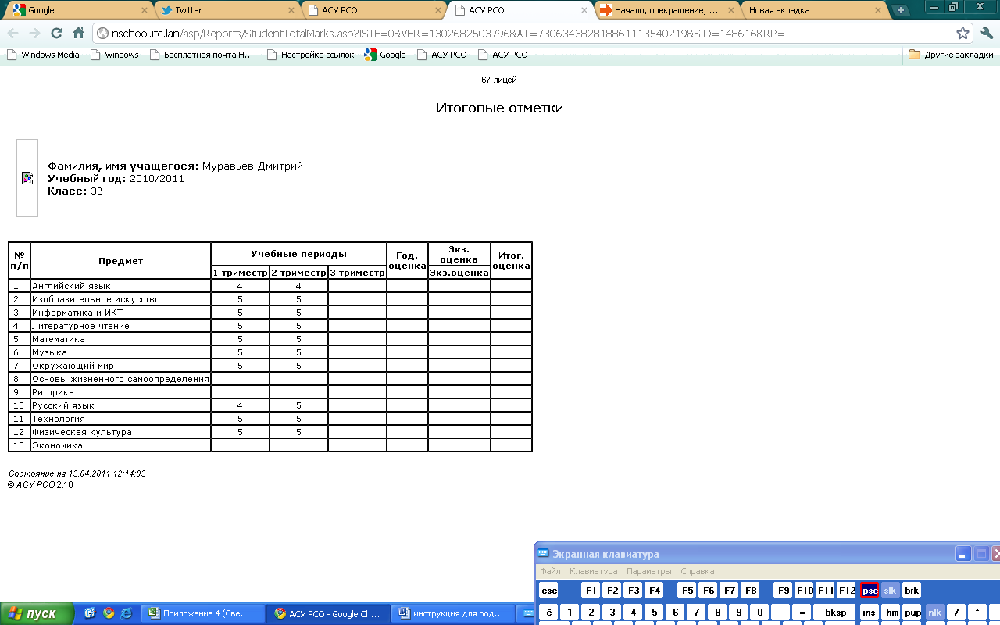 Google
Twitter
АСУ РСО
АСУ РСО
Начало, прекращение, ...
Новая вкладка
nschool.itc.lan/asp/Reports/StudentTotalMarks.asp?ISTF=0&VER=1302682503796&AT=730634382818861113540219&SID=148616&RP=
Windows Media
Windows
Бесплатная почта H...
Настройка ссылок
Google
АСУ РСО
АСУ РСО
Другие закладки
67 лицей
Итоговые отметки
Фамилия, имя учащегося: Муравьев Дмитрий
Учебный год: 2010/2011
Класс: 3В
№ п/п Предмет Учебные периоды Год. оценка Экз. оценка Итог. оценка
1 триместр 2 триместр 3 триместр Экз.оценка
1 Английский язык 4 4
2 Изобразительное искусство 5 5
3 Информатика и ИКТ 5 5
4 Литературное чтение 5 5
5 Математика 5 5
6 Музыка 5 5
7 Окружающий мир 5 5
8 Основы жизненного самоопределения
9 Риторика
10 Русский язык 4 5
11 Технология 5 5
12 Физическая культура 5 5
13 Экономика
Состояние на 13.04.2011 12:14:03
© АСУ РСО 2.10
Экранная клавиатура
Файл Клавиатура Параметры Справка
esc F1 F2 F3 F4 F5 F6 F7 F8 F9 F10 F11 F12 psc slk brk
ё 1 2 3 4 5 6 7 8 9 0 - = bksp ins hm pup nlk / *
пуск
Приложение 4 (Све...
АСУ РСО - Google Ch...
инструкция для род...